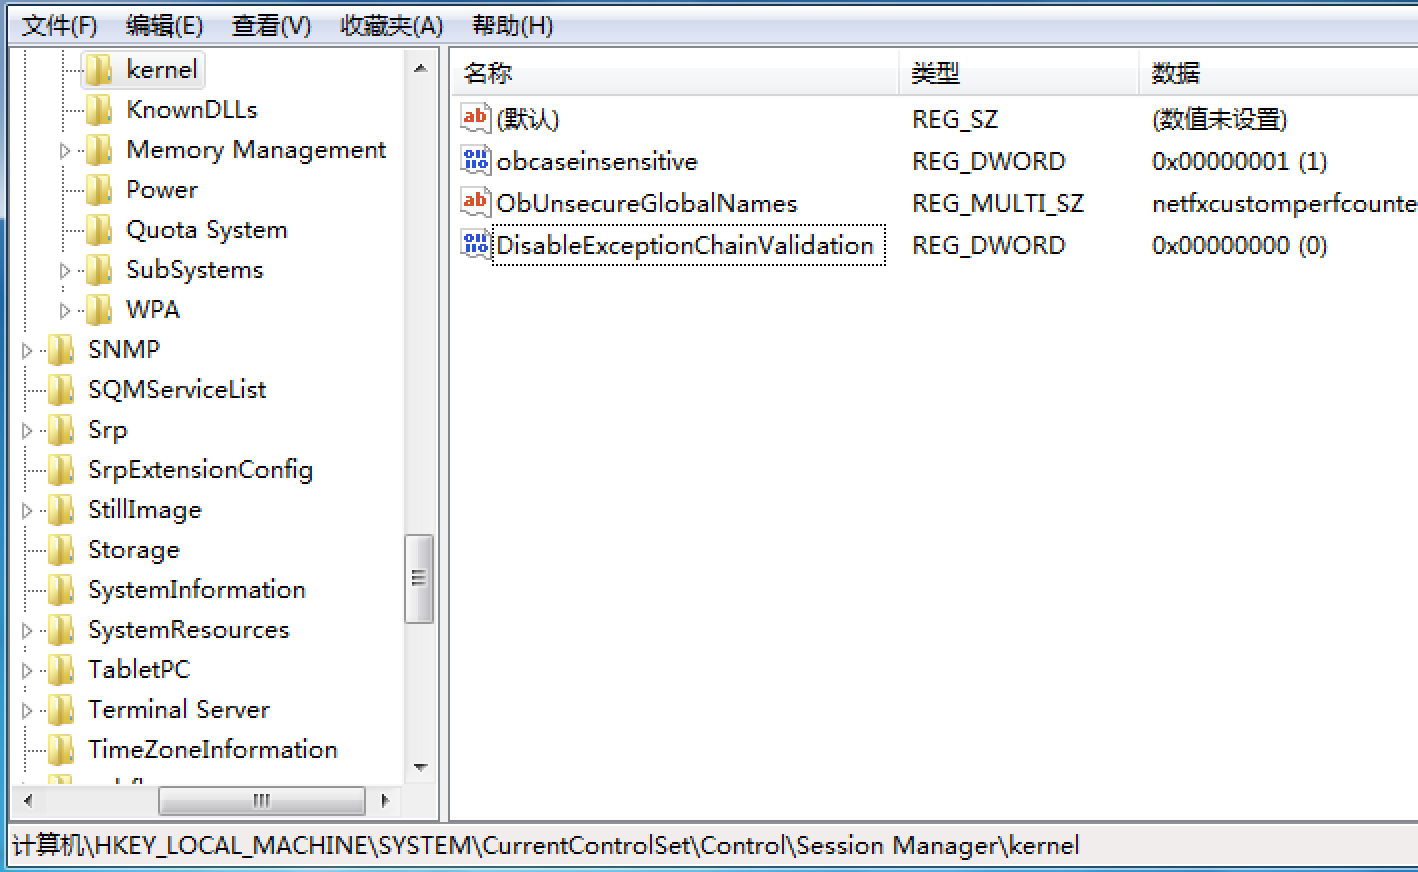 文件(F) 编辑(E) 查看(V) 收藏夹(A) 帮助(H)
kernel
KnownDLLs
Memory Management
Power
Quota System
SubSystems
WPA
SNMP
SQMServiceList
Srp
SrpExtensionConfig
StillImage
Storage
SystemInformation
SystemResources
TabletPC
Terminal Server
TimeZoneInformation
名称 类型 数据
(默认) REG_SZ (数值未设置)
obcaseinsensitive REG_DWORD 0x00000001 (1)
ObUnsecureGlobalNames REG_MULTI_SZ netfxcustomperfcounte
DisableExceptionChainValidation REG_DWORD 0x00000000 (0)
计算机\HKEY_LOCAL_MACHINE\SYSTEM\CurrentControlSet\Control\Session Manager\kernel